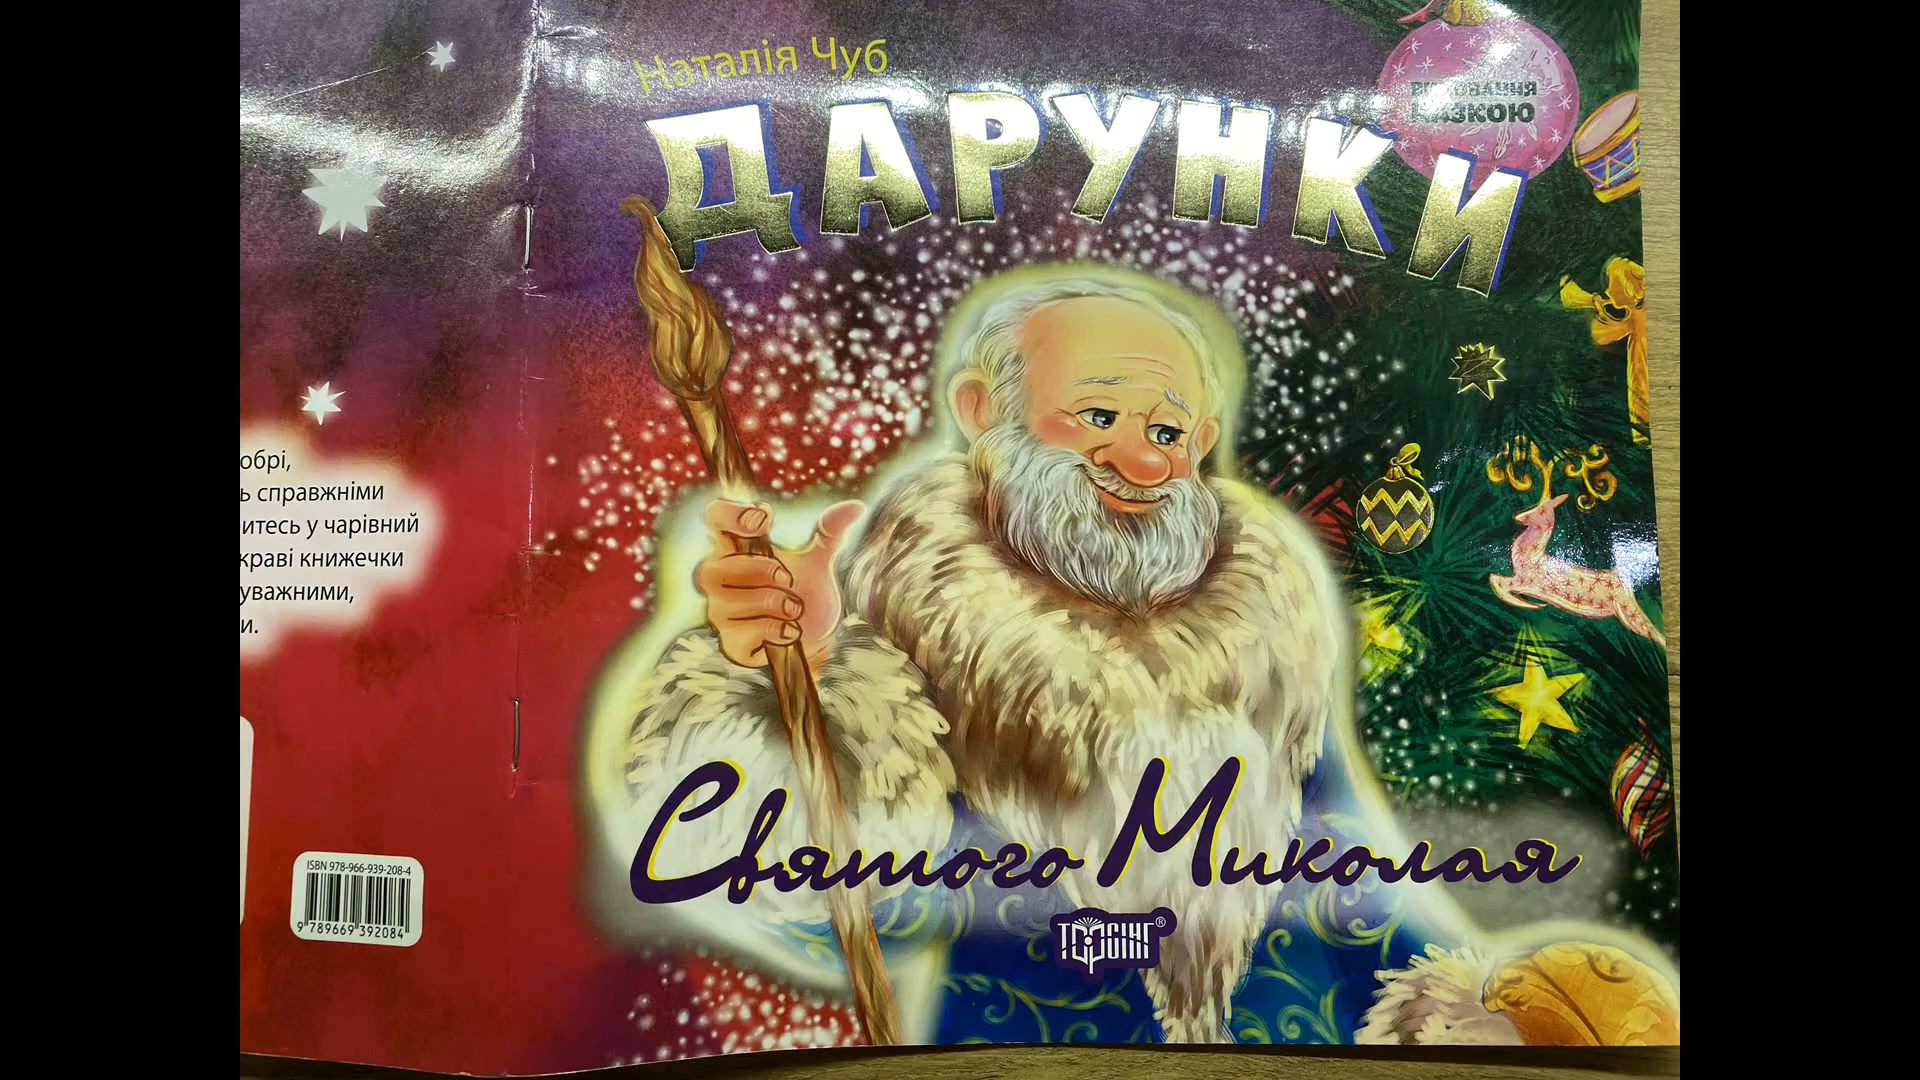 обрі,
ь справжніми
итесь у чарівний
краві книжечки
уважними,
и.
ISBN 978-966-939-208-4
9 789669 392084
Наталія Чуб
ДАРУНКИ
ВИХОВАННЯ
КАЗКОЮ
Святого Миколая
ТОРСІНГ®